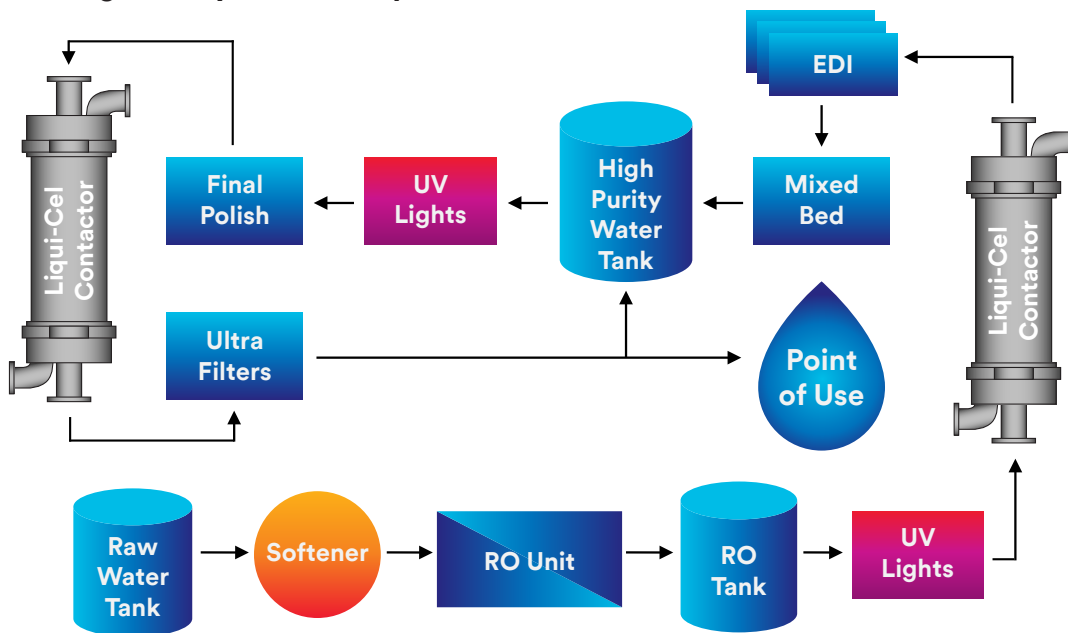 EDI
Liqui-Cel
Contactor
Final
Polish
UV
Lights
High
Purity
Water
Tank
Mixed
Bed
Liqui-Cel
Contactor
Ultra
Filters
Point
of Use
Raw
Water
Tank
Softener
RO Unit
RO
Tank
UV
Lights